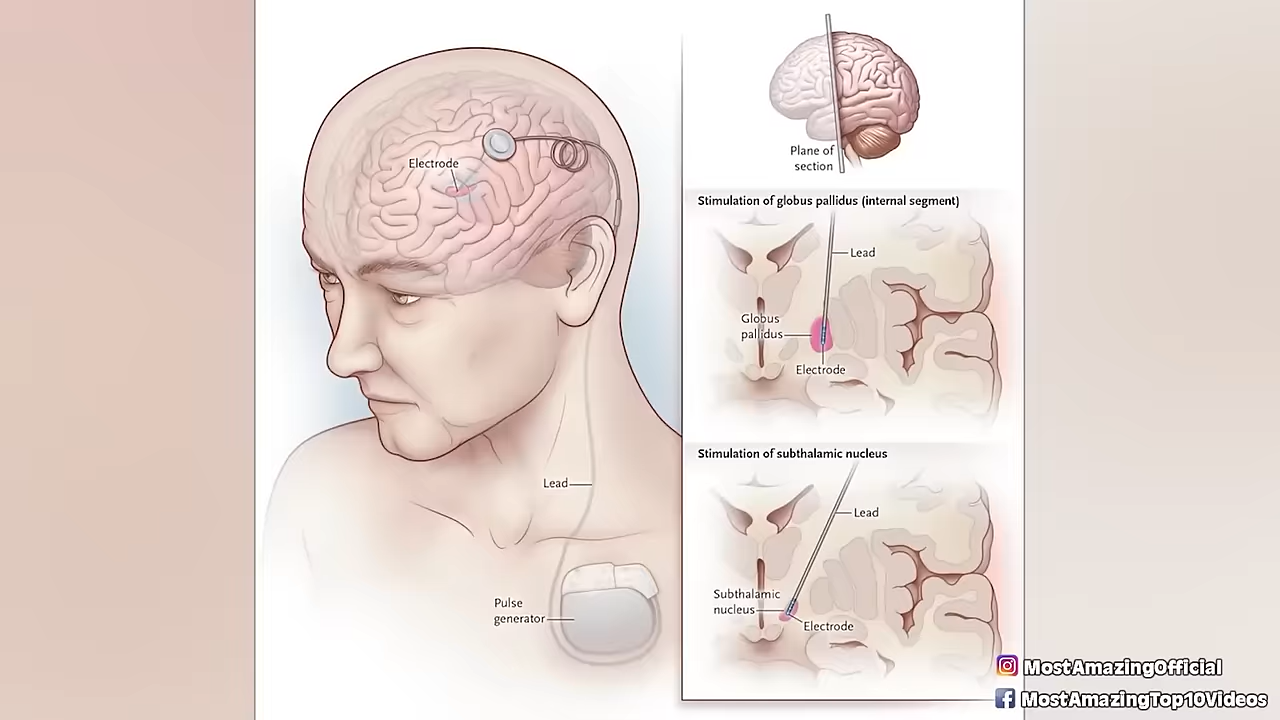 Electrode
Lead
Pulse
generator
Plane of
section
Stimulation of globus pallidus (internal segment)
Lead
Globus
pallidus
Electrode
Stimulation of subthalamic nucleus
Lead
Subthalamic
nucleus
Electrode
MostAmazingOfficial
MostAmazingTop10Videos